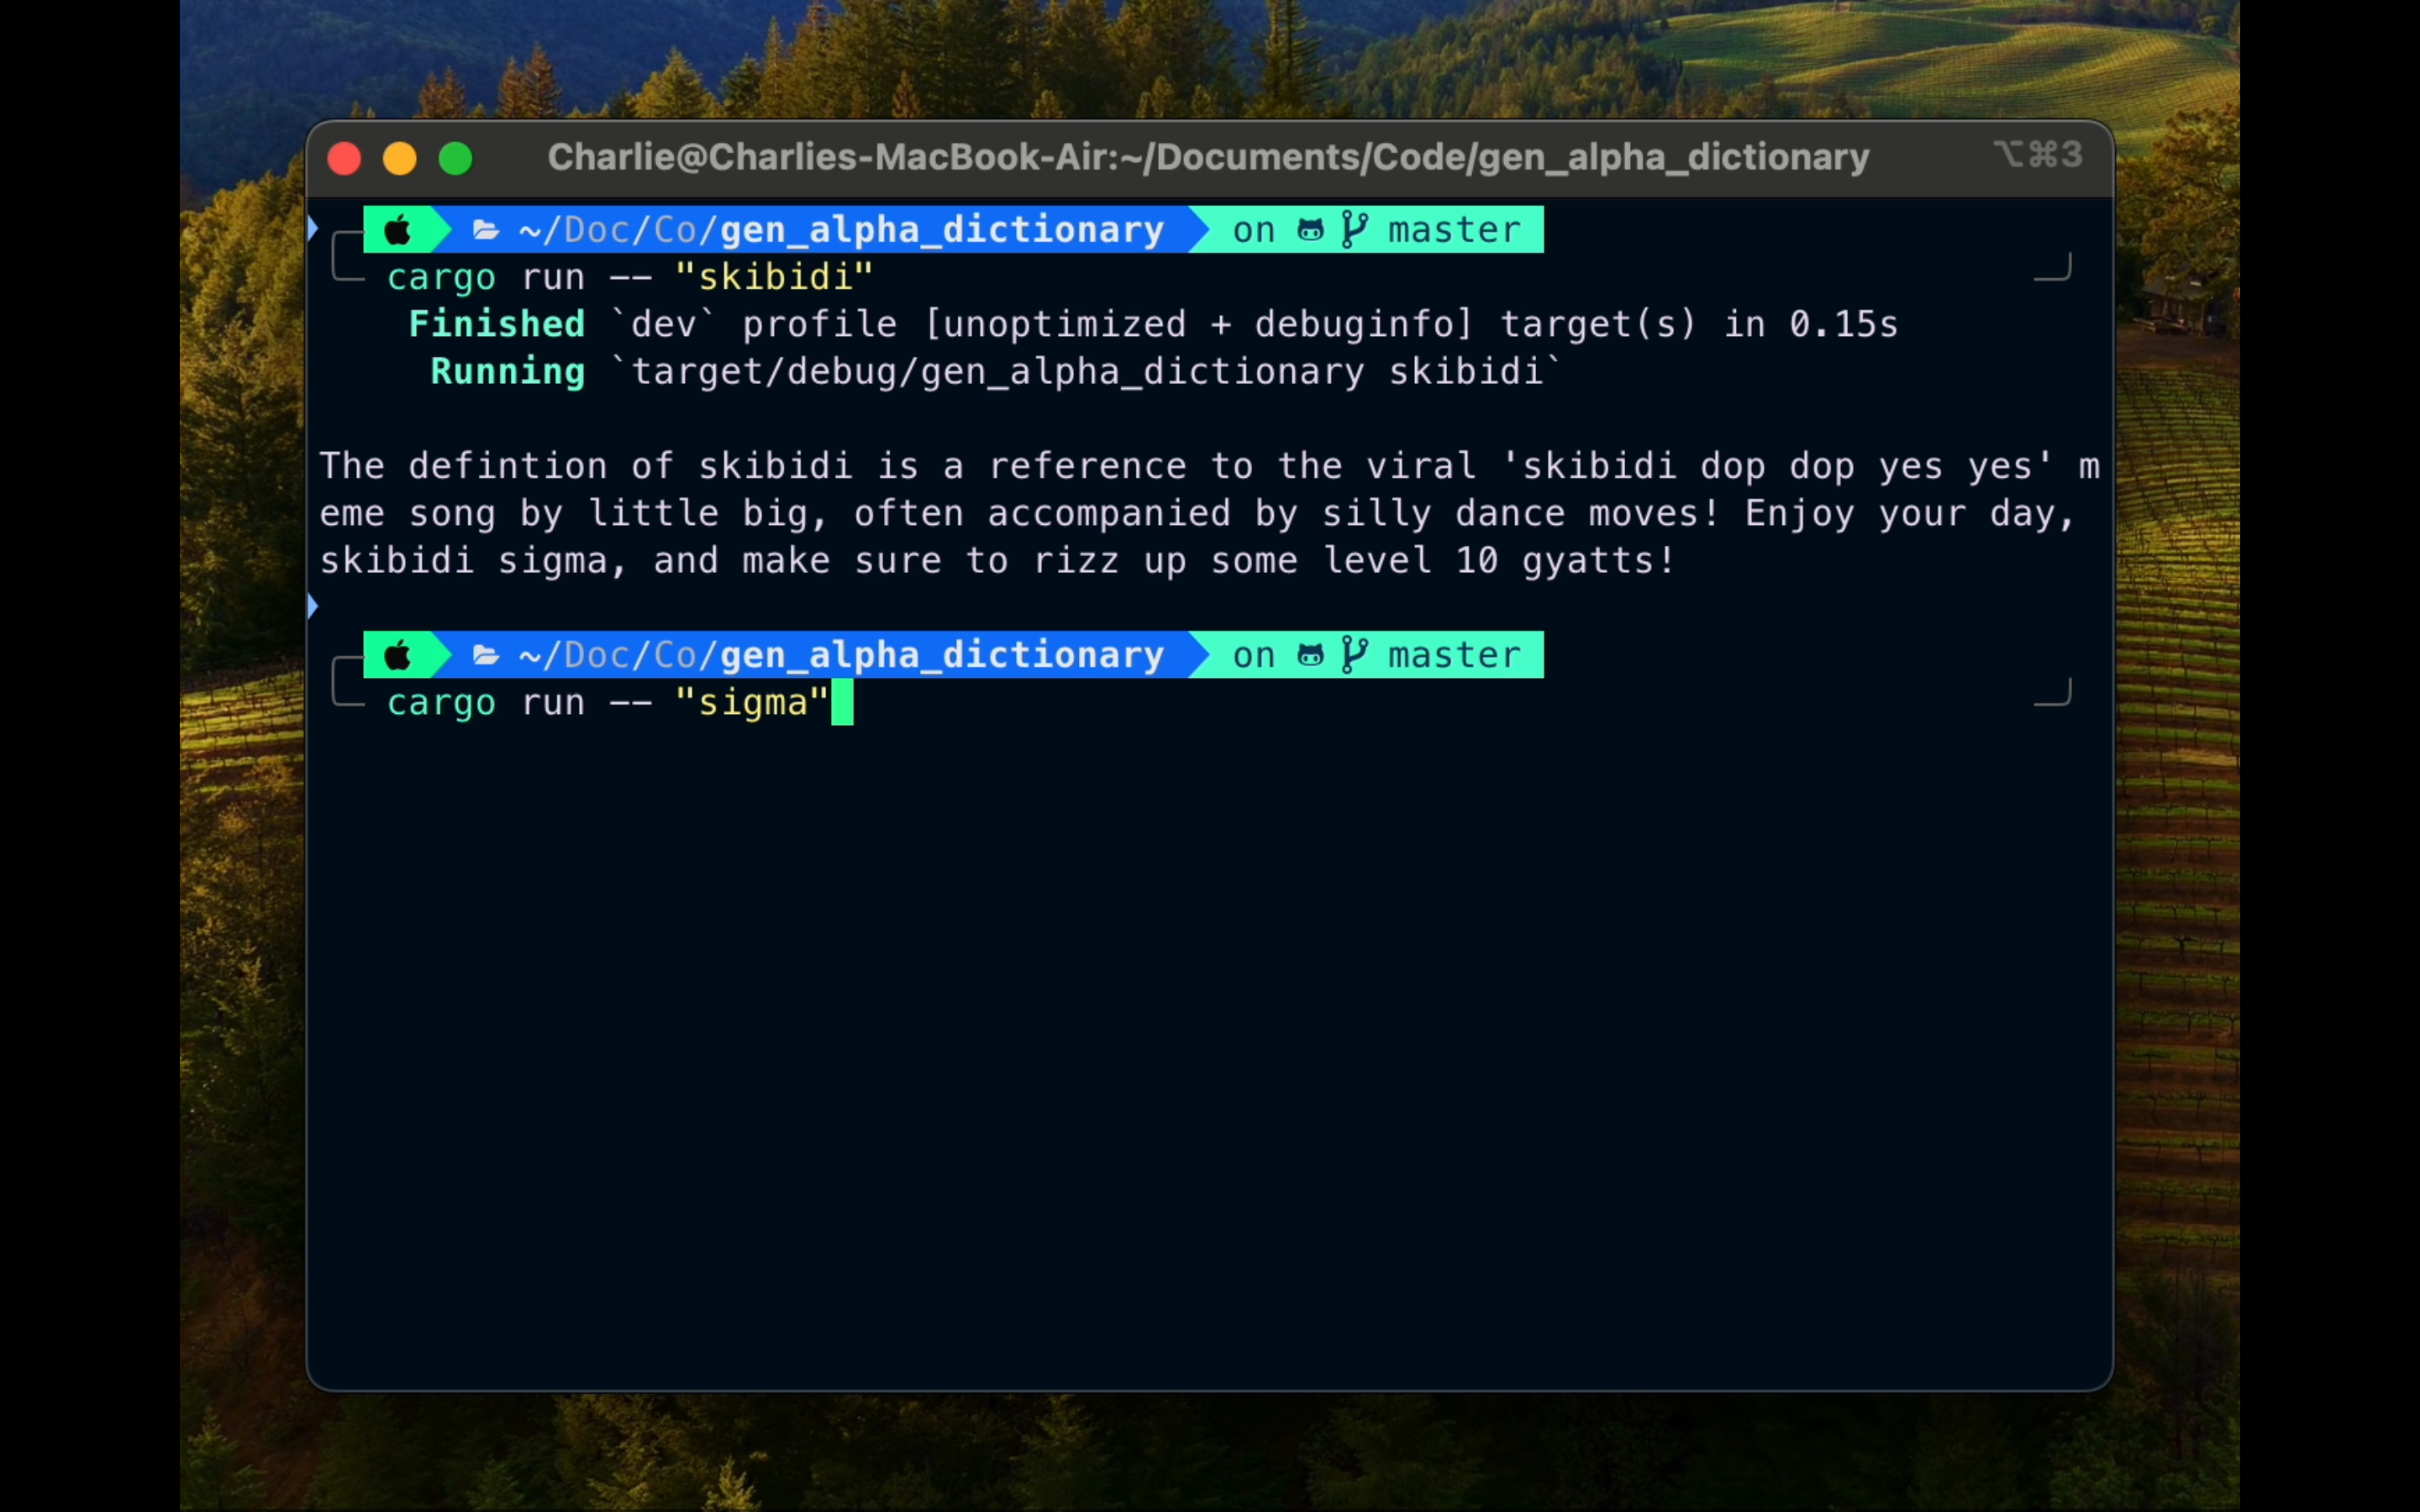 Charlie@Charlies-MacBook-Air:~/Documents/Code/gen_alpha_dictionary ⌥⌘3
~/Doc/Co/gen_alpha_dictionary on master
cargo run -- "skibidi"
Finished `dev` profile [unoptimized + debuginfo] target(s) in 0.15s
Running `target/debug/gen_alpha_dictionary skibidi`
The defintion of skibidi is a reference to the viral 'skibidi dop dop yes yes' m
eme song by little big, often accompanied by silly dance moves! Enjoy your day,
skibidi sigma, and make sure to rizz up some level 10 gyatts!
~/Doc/Co/gen_alpha_dictionary on master
cargo run -- "sigma"